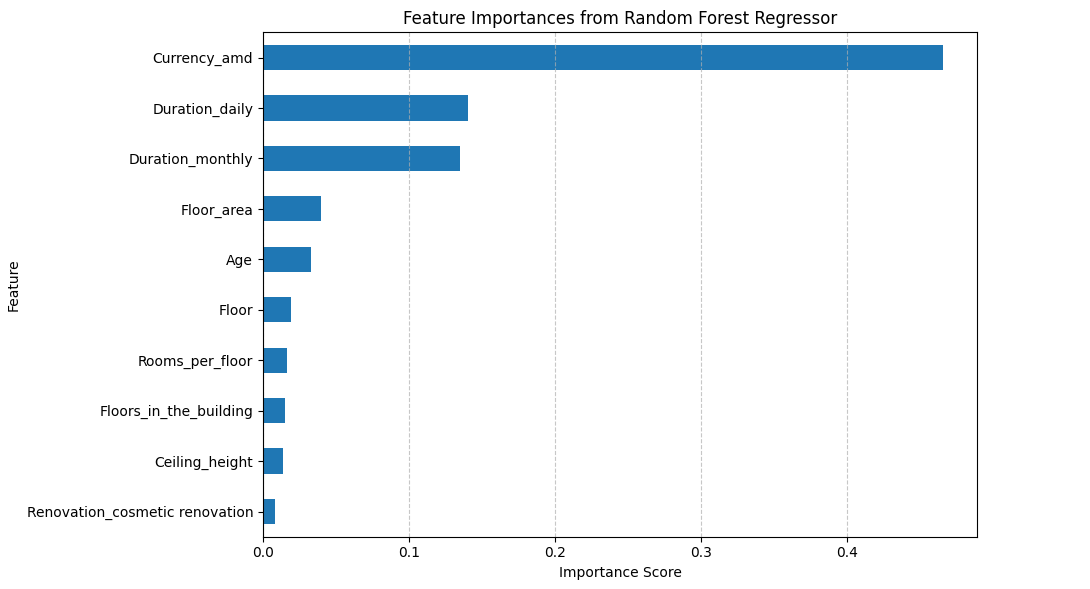 Feature Importances from Random Forest Regressor
Currency_amd
Duration_daily
Duration_monthly
Floor_area
Age
Floor
Rooms_per_floor
Floors_in_the_building
Ceiling_height
Renovation_cosmetic renovation
Feature
0.0 0.1 0.2 0.3 0.4
Importance Score